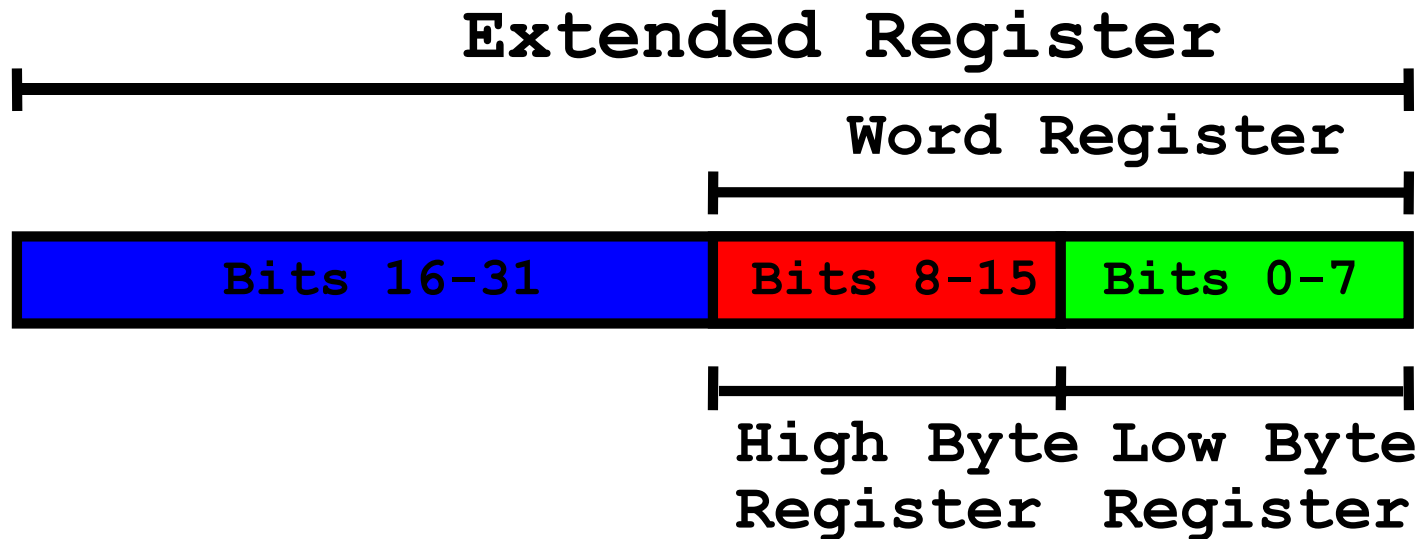 Extended Register
Word Register
Bits 16-31 Bits 8-15 Bits 0-7
High Byte Low Byte
Register Register